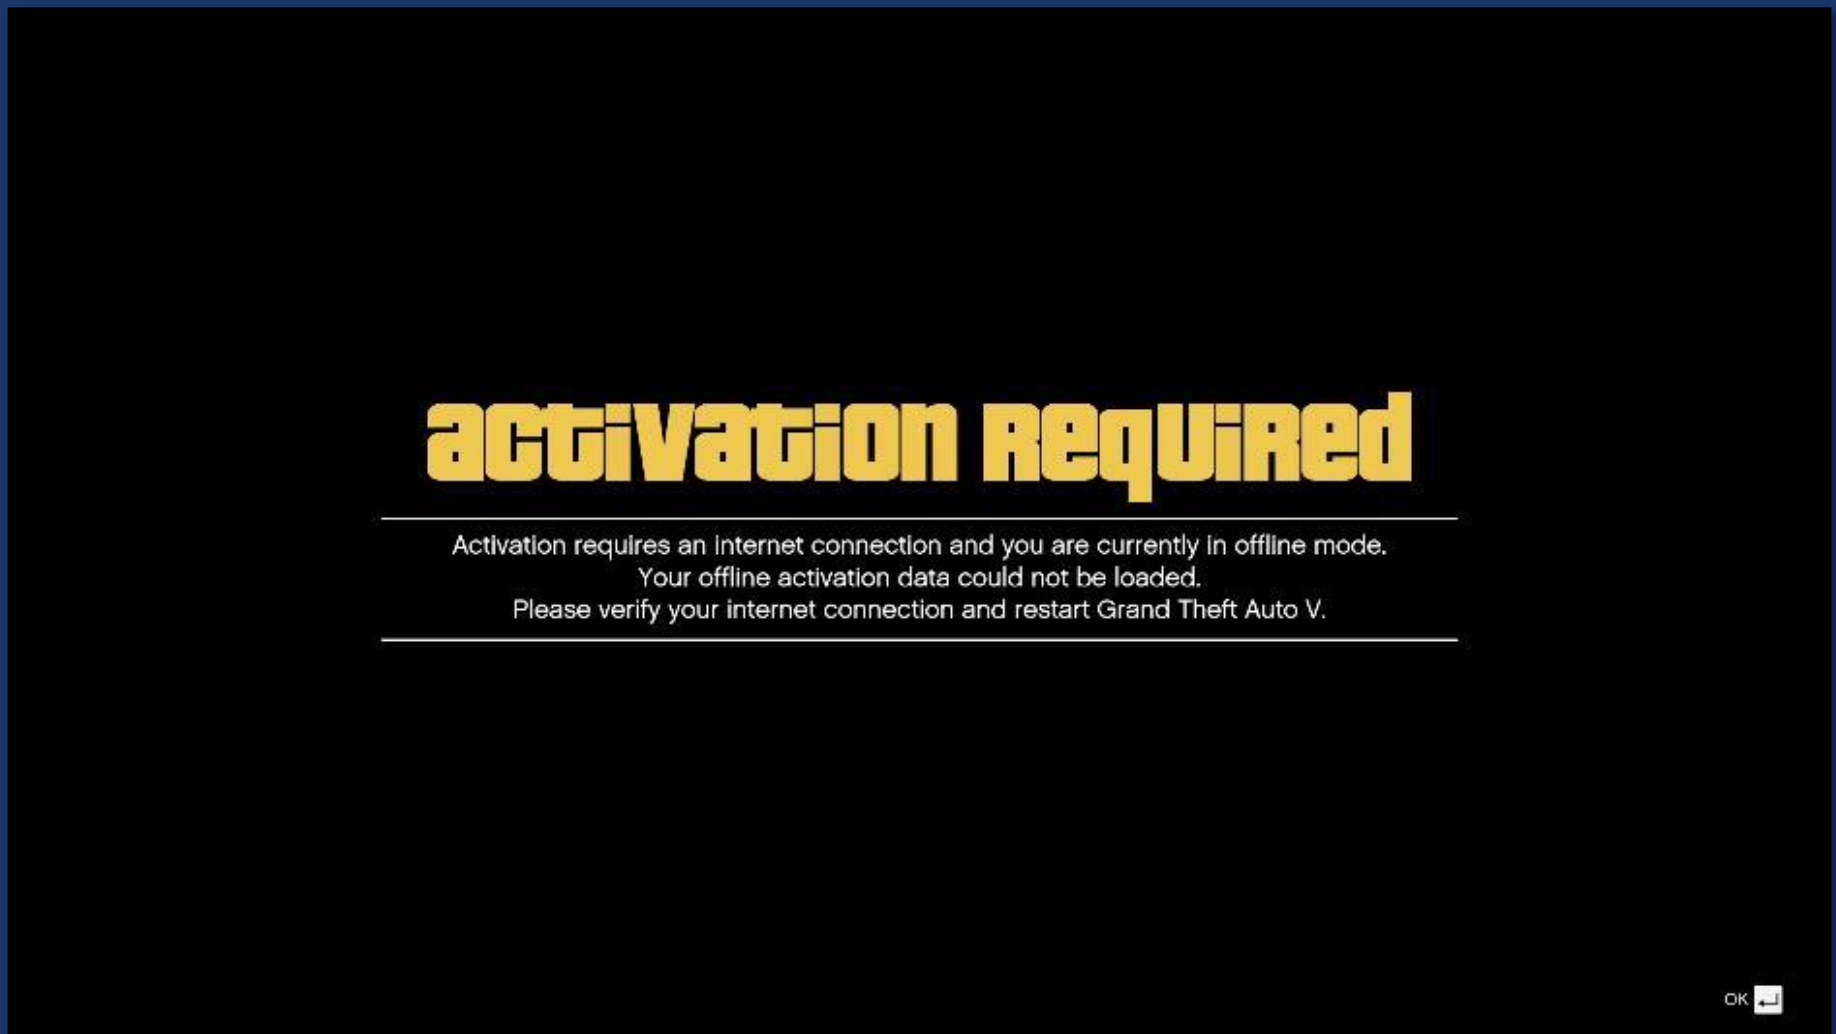 activation Required
Activation requires an internet connection and you are currently in offline mode.
Your offline activation data could not be loaded.
Please verify your internet connection and restart Grand Theft Auto V.
OK